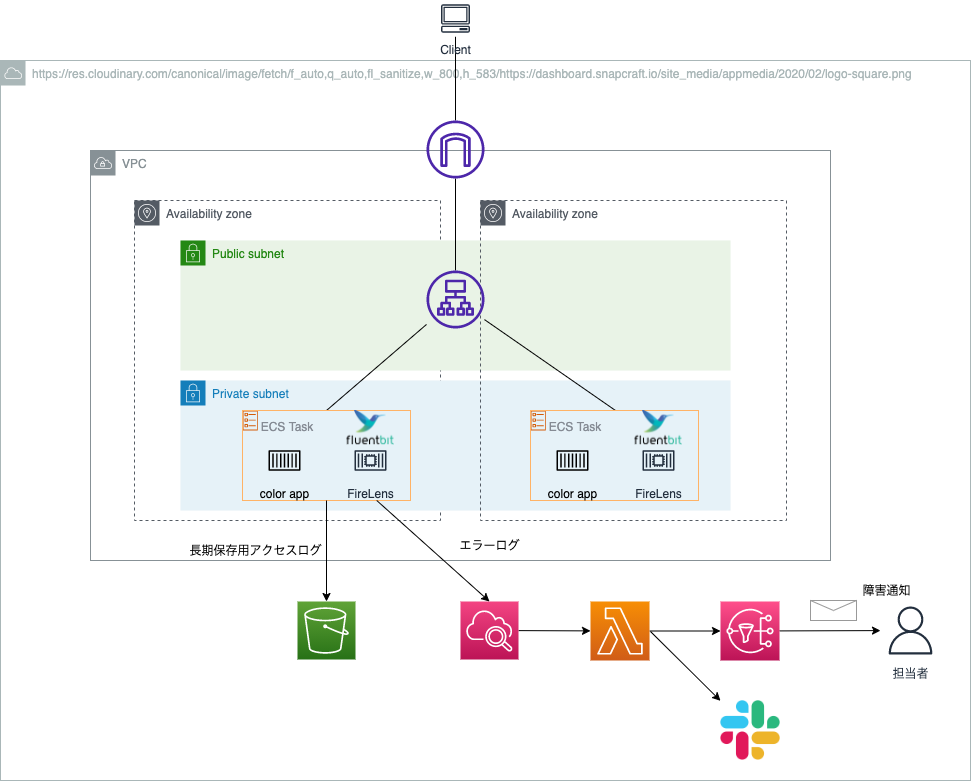 Client
https://res.cloudinary.com/canonical/image/fetch/f_auto,q_auto,fl_sanitize,w_800,h_583/https://dashboard.snapcraft.io/site_media/appmedia/2020/02/logo-square.png
VPC
Availability zone
Availability zone
Public subnet
Private subnet
ECS Task
fluentbit
color app
FireLens
ECS Task
fluentbit
color app
FireLens
長期保存用アクセスログ
エラーログ
障害通知
担当者